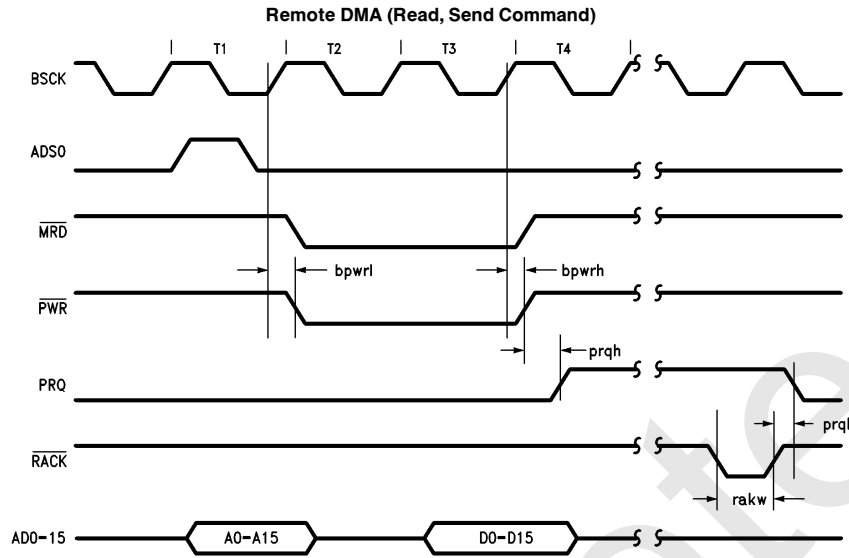 Remote DMA (Read, Send Command)
T1 T2 T3 T4
BSCK
ADS0
MRD
bpwrl bpwrh
PWR
prqh
PRQ
prql
RACK
rakw
AD0-15 A0-A15 D0-D15